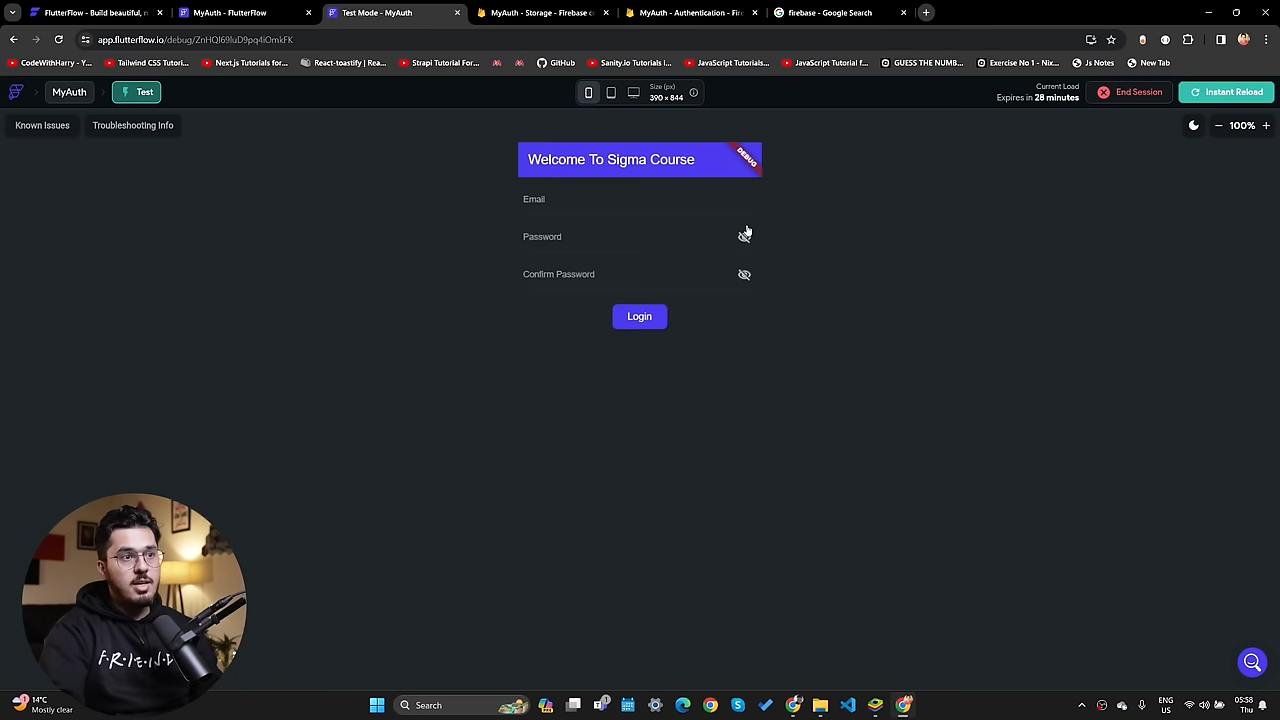 FlutterFlow - Build beautiful, n
MyAuth - FlutterFlow
Test Mode - MyAuth
MyAuth - Storage - Firebase c
MyAuth - Authentication - Fire
firebase - Google Search
app.flutterflow.io/debug/ZnHQI69luD9pq4iOmkFK
CodeWithHarry - Y...
Tailwind CSS Tutori...
Next.js Tutorials for...
React-toastify | Rea...
Strapi Tutorial For...
GitHub
Sanity.io Tutorials I...
JavaScript Tutorials...
JavaScript Tutorial f...
GUESS THE NUMB...
Exercise No 1 - Nix...
Js Notes
New Tab
MyAuth
Test
Size (px)
390 × 844
Current Load
Expires in 28 minutes
End Session
Instant Reload
Known Issues
Troubleshooting Info
100%
Welcome To Sigma Course
DEBUG
Email
Password
Confirm Password
Login
F·R·I·E·N·D
14°C
Mostly clear
Search
ENG
US
05:58
Thu